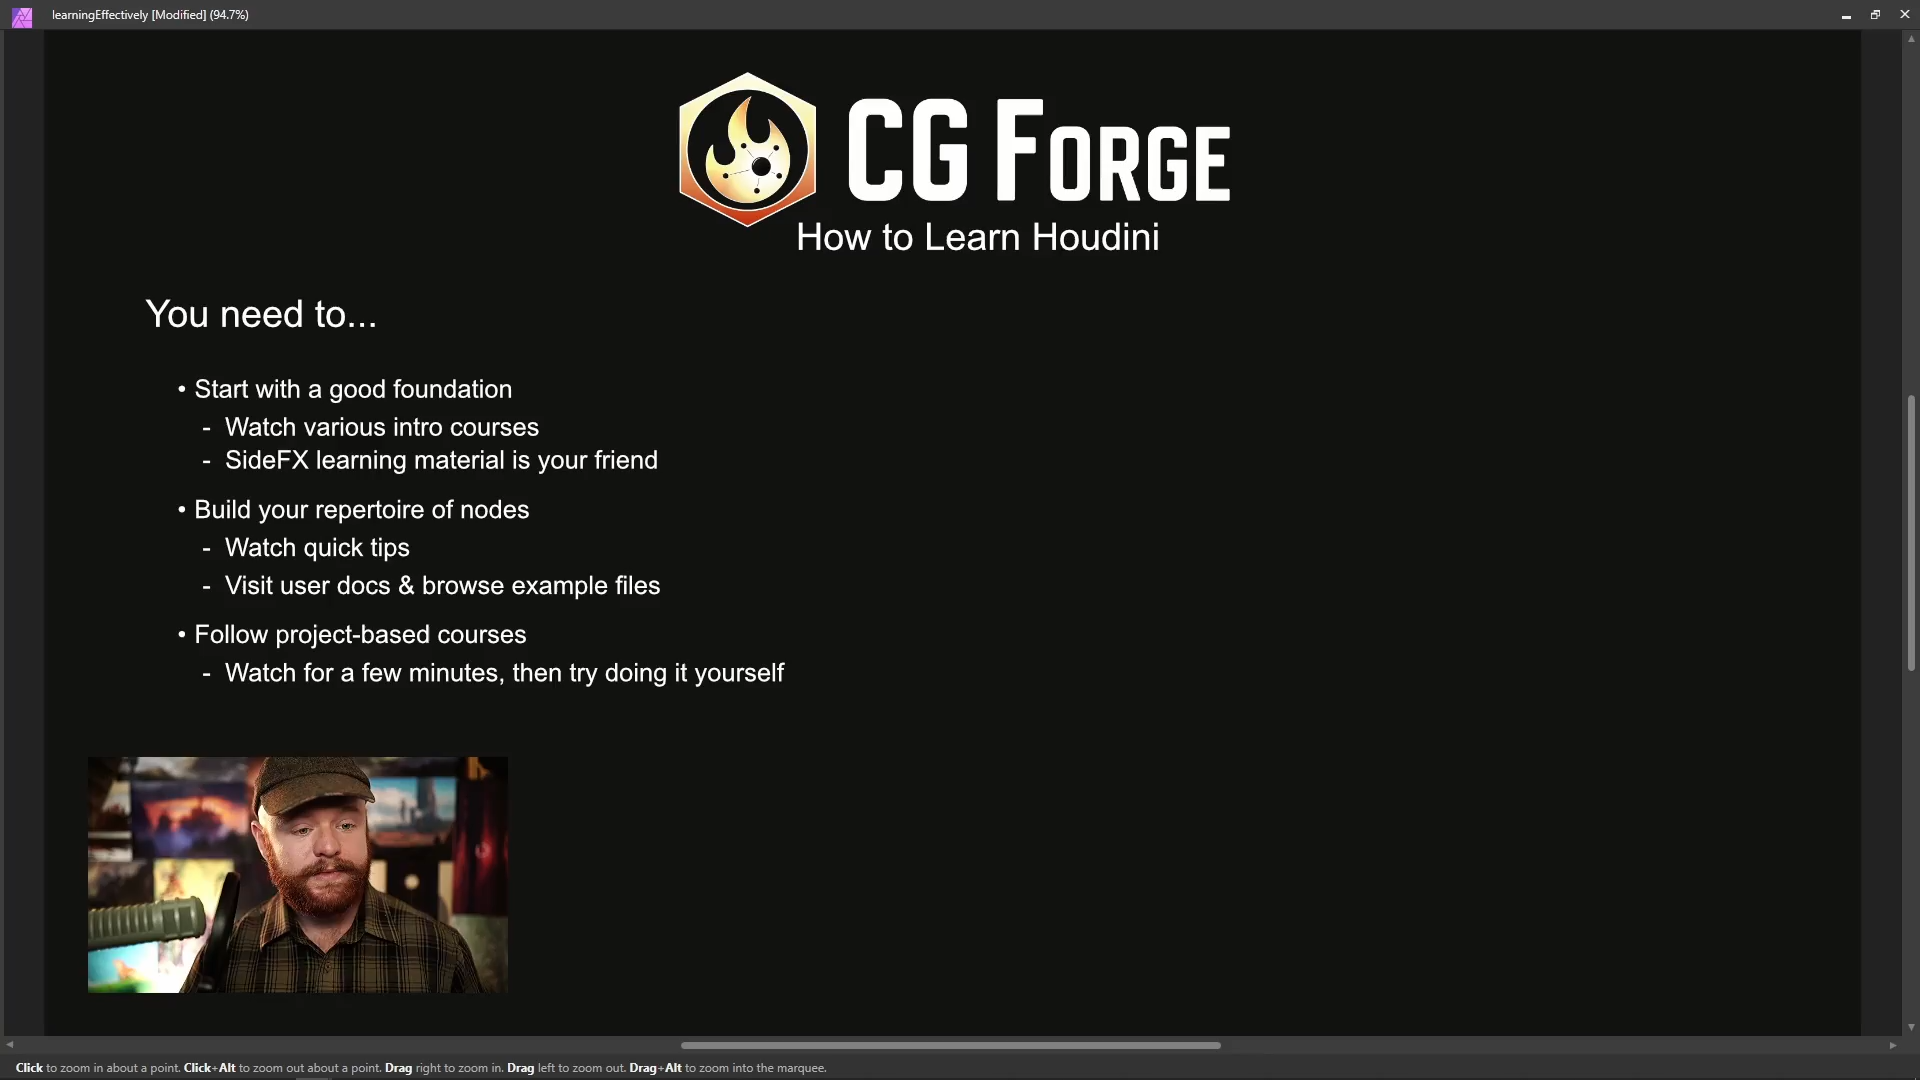 learningEffectively [Modified] (94.7%)
CG FORGE
How to Learn Houdini
You need to...
• Start with a good foundation
- Watch various intro courses
- SideFX learning material is your friend
• Build your repertoire of nodes
- Watch quick tips
- Visit user docs & browse example files
• Follow project-based courses
- Watch for a few minutes, then try doing it yourself
Click to zoom in about a point. Click+Alt to zoom out about a point. Drag right to zoom in. Drag left to zoom out. Drag+Alt to zoom into the marquee.